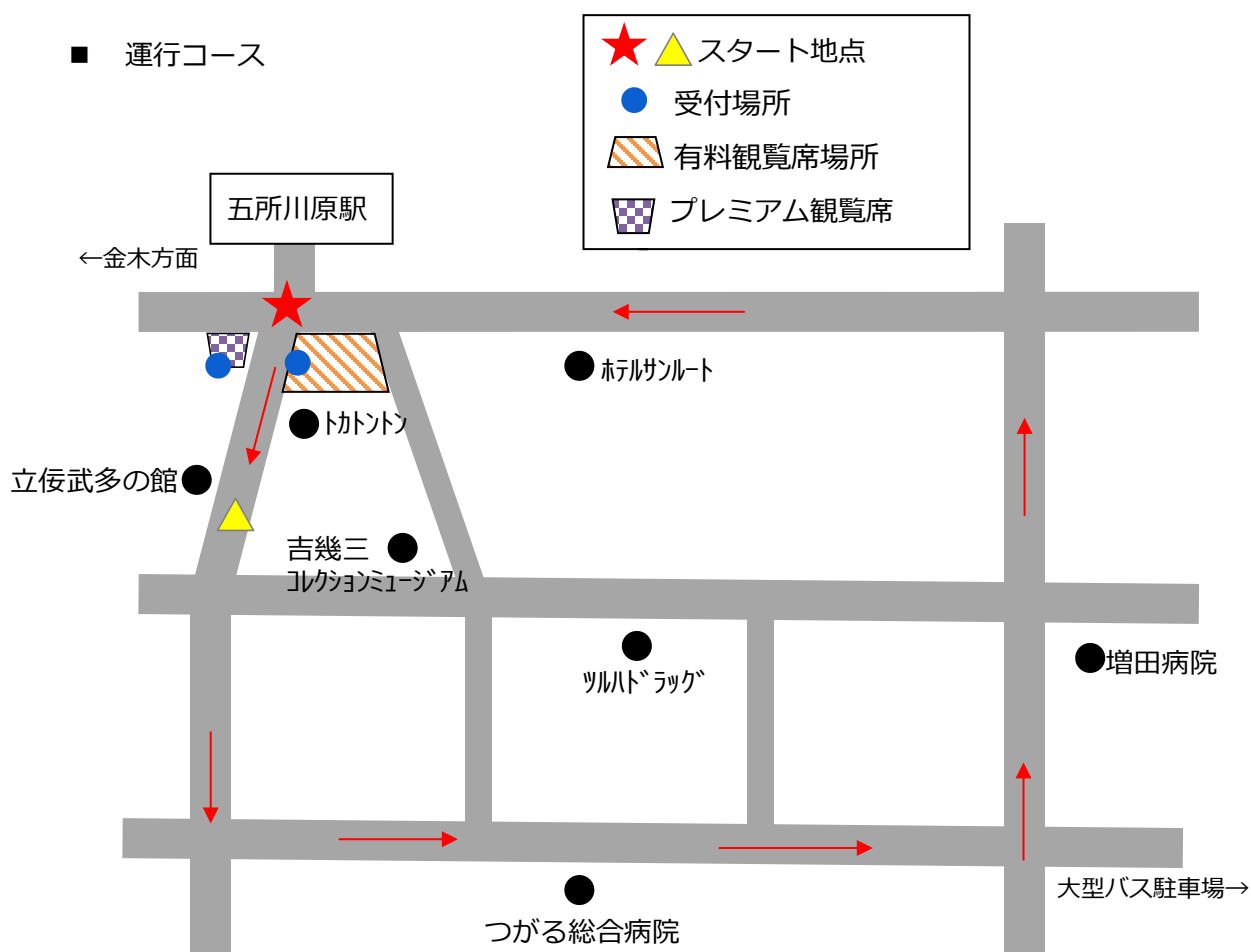 ■ 運行コース
スタート地点
受付場所
有料観覧席場所
プレミアム観覧席
五所川原駅
←金木方面
ﾎﾃﾙｻﾝﾙｰﾄ
ﾄｶﾄﾝﾄﾝ
立佞武多の館
吉幾三
ｺﾚｸｼｮﾝﾐｭｰｼﾞｱﾑ
ﾂﾙﾊﾄﾞﾗｯｸﾞ
増田病院
大型バス駐車場→
つがる総合病院